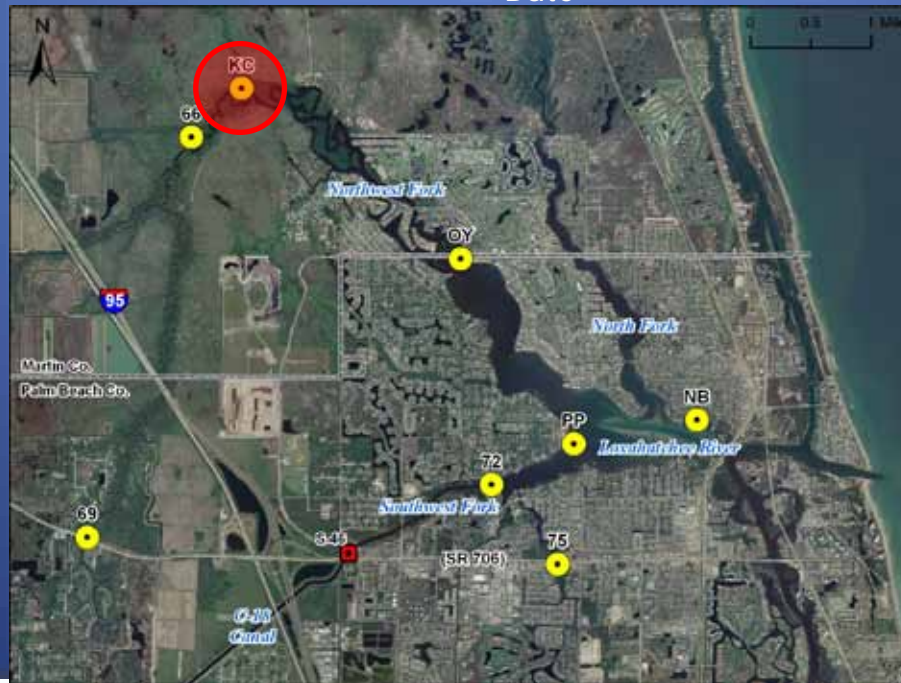 N
0
0.5
1
KC
66
Northwest Fork
OY
95
North Fork
Martin Co.
Palm Beach Co.
NB
PP
Loxahatchee River
72
Southwest Fork
69
S-46
(SR 706)
75
C-18
Canal